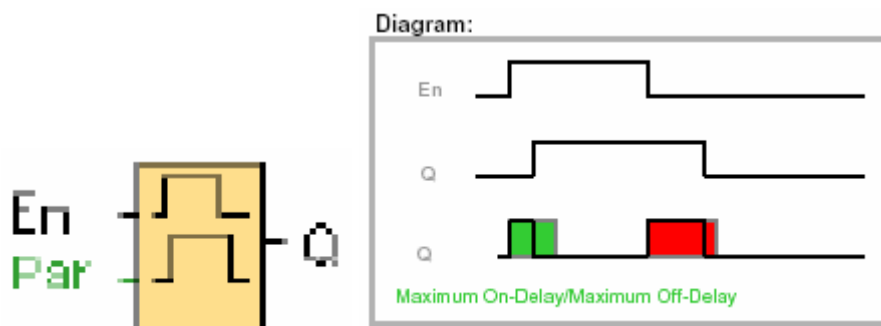 Diagram:
En
Q
Q
Maximum On-Delay/Maximum Off-Delay
En
Par
Q